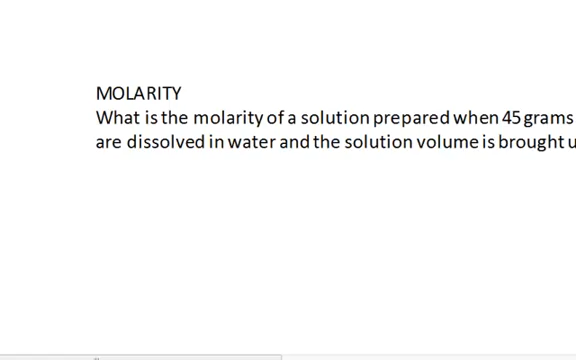 MOLARITY
What is the molarity of a solution prepared when 45 grams
are dissolved in water and the solution volume is brought